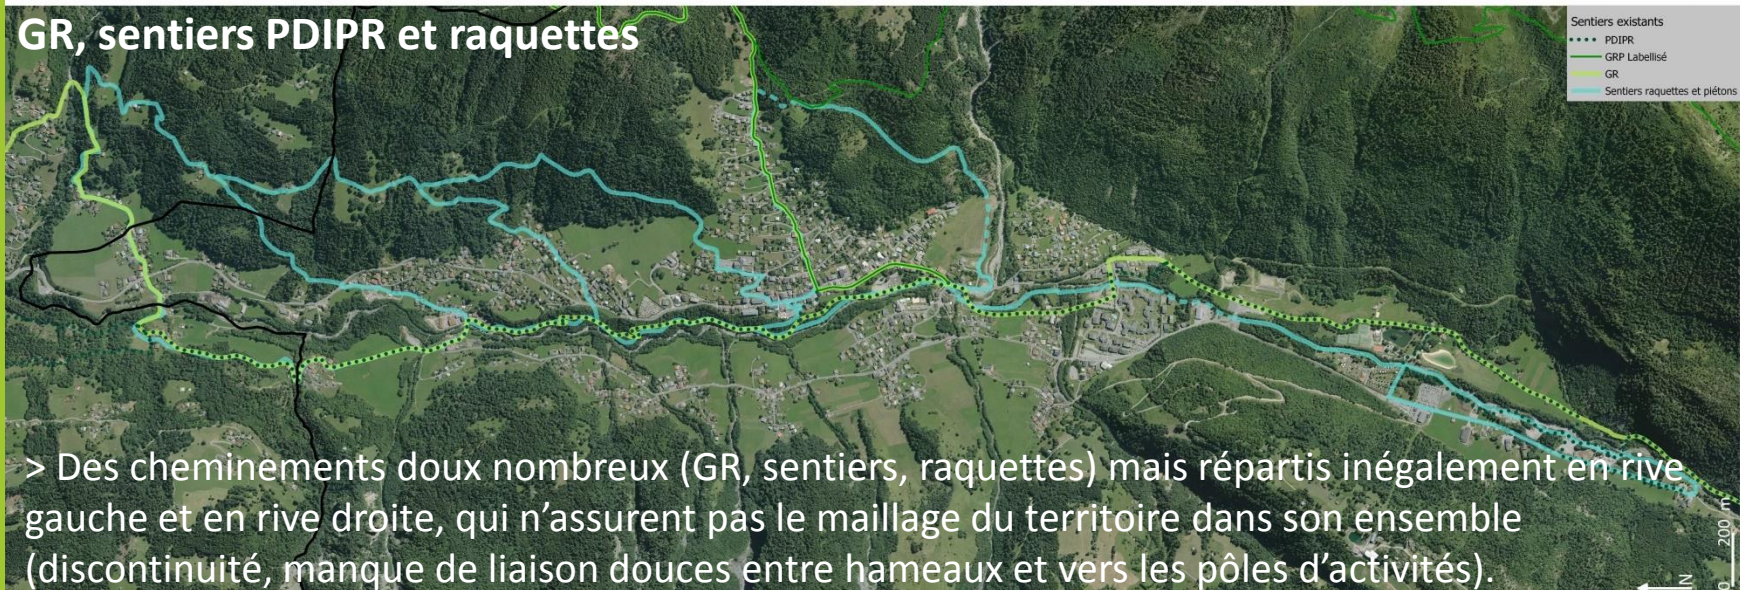 GR, sentiers PDIPR et raquettes
Sentiers existants
PDIPR
GRP Labellisé
GR
Sentiers raquettes et piétons
> Des cheminements doux nombreux (GR, sentiers, raquettes) mais répartis inégalement en rive
gauche et en rive droite, qui n’assurent pas le maillage du territoire dans son ensemble
(discontinuité, manque de liaison douces entre hameaux et vers les pôles d’activités).
N
0 200 m